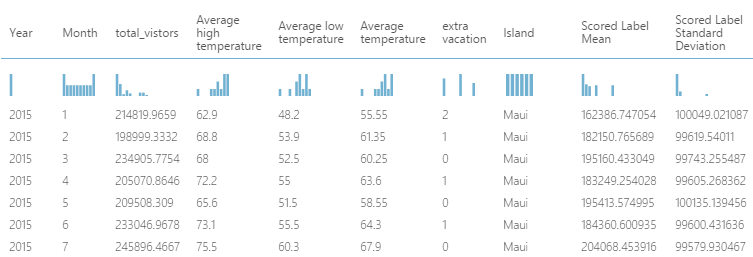 Year Month total_vistors Average high temperature Average low temperature Average temperature extra vacation Island Scored Label Mean Scored Label Standard Deviation
2015 1 214819.9659 62.9 48.2 55.55 2 Maui 162386.747054 100049.021087
2015 2 198999.3332 68.8 53.9 61.35 1 Maui 182150.765689 99619.54011
2015 3 234905.7754 68 52.5 60.25 0 Maui 195160.433049 99743.255487
2015 4 205070.8646 72.2 55 63.6 1 Maui 183249.254028 99605.268362
2015 5 209508.309 65.6 51.5 58.55 0 Maui 195413.574995 100135.139456
2015 6 233046.9678 73.1 55.5 64.3 1 Maui 184360.600935 99600.431636
2015 7 245896.4667 75.5 60.3 67.9 0 Maui 204068.453916 99579.930467